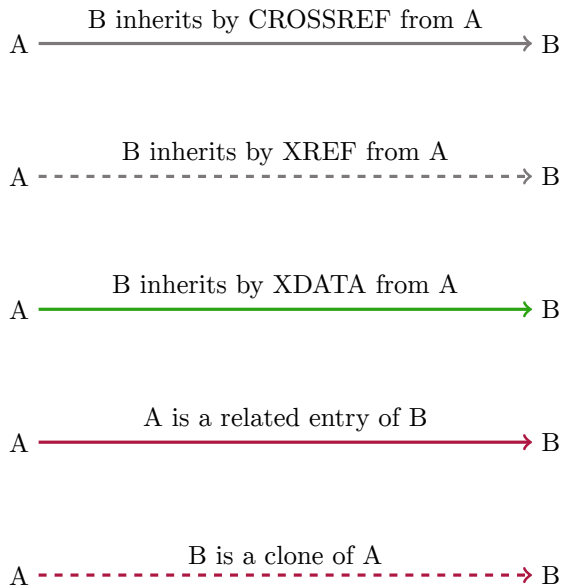 B inherits by CROSSREF from A
A B
B inherits by XREF from A
A B
B inherits by XDATA from A
A B
A is a related entry of B
A B
B is a clone of A
A B